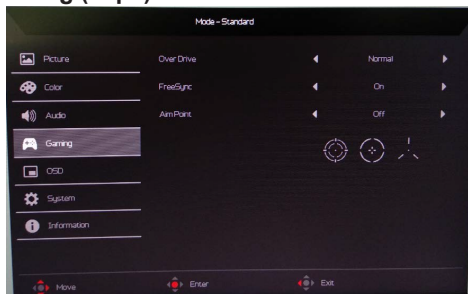 Mode - Standard
Picture
Over Drive Normal
Color
FreeSync On
Audio
Aim Point Off
Gaming
OSD
System
Information
Move Enter Exit